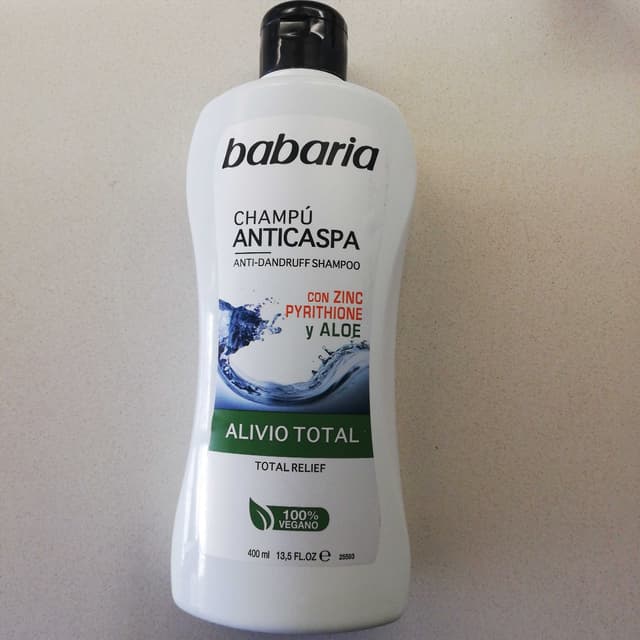 babaria
CHAMPÚ
ANTICASPA
ANTI-DANDRUFF SHAMPOO
CON ZINC
PYRITHIONE
y ALOE
ALIVIO TOTAL
TOTAL RELIEF
100%
VEGANO
400 ml 13,5 FL.OZ ℮ 25503